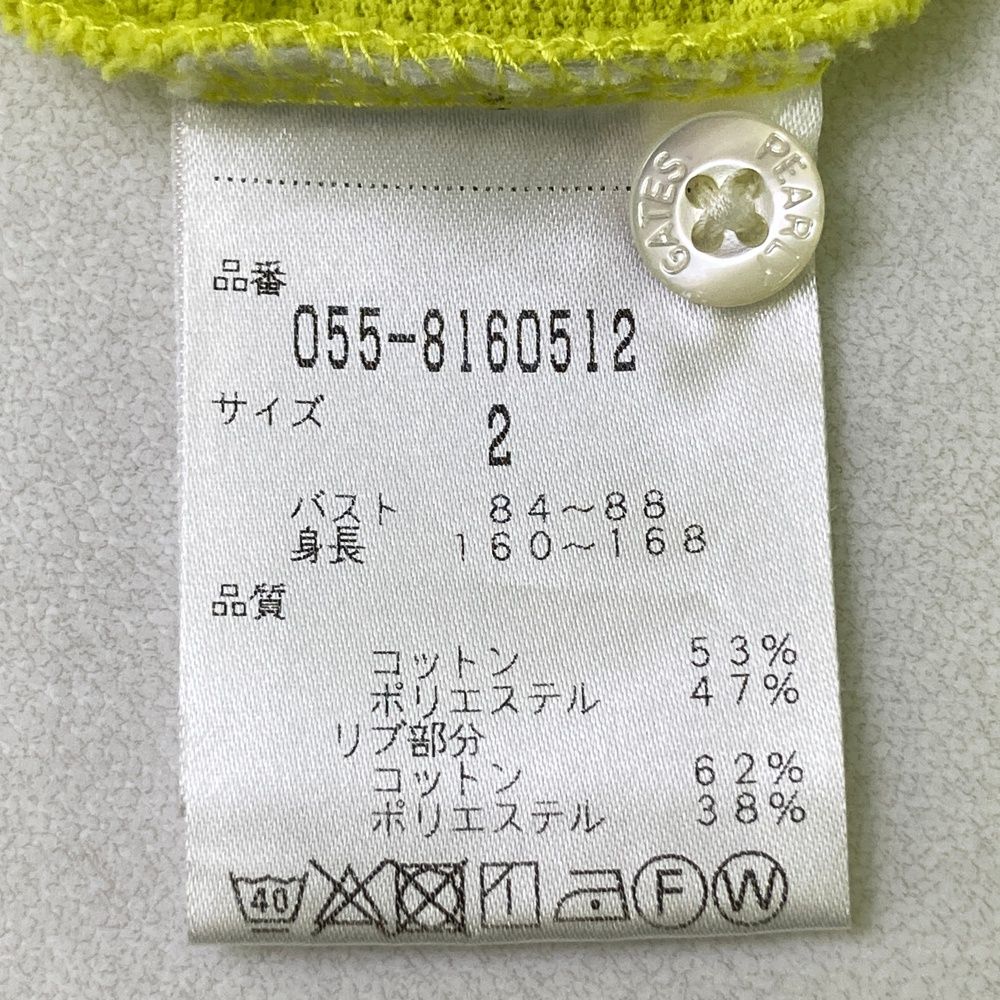 PEARL GATES
品番
055-8160512
サイズ
2
バスト 84～88
身長 160～168
品質
コットン 53%
ポリエステル 47%
リブ部分
コットン 62%
ポリエステル 38%
40 F W